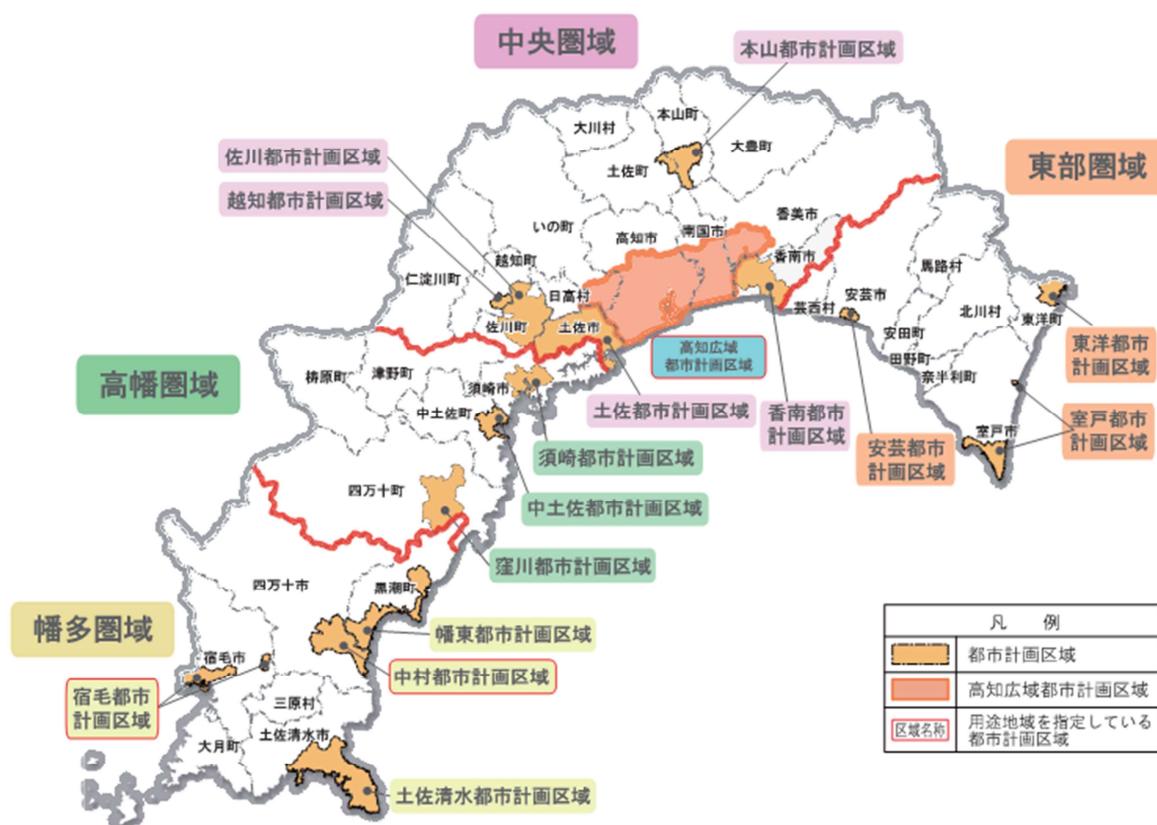 中央圏域
本山都市計画区域
本山町
大川村
大豊町
佐川都市計画区域
土佐町
東部圏域
越知都市計画区域
香美市
いの町
高知市
南国市
越知町
香南市
仁淀川町
馬路村
日高村
安芸市
芸西村
北川村
佐川町
土佐市
東洋町
安田町
高知広域
都市計画区域
東洋都市
計画区域
田野町
津野町
梼原町
高幡圏域
須崎市
奈半利町
中土佐町
土佐都市計画区域
香南都市
計画区域
室戸都市
計画区域
室戸市
安芸都市
計画区域
須崎都市計画区域
四万十町
中土佐都市計画区域
窪川都市計画区域
四万十市
黒潮町
幡多圏域
幡東都市計画区域
宿毛市
中村都市計画区域
宿毛都市
計画区域
三原村
土佐清水市
大月町
土佐清水都市計画区域
凡 例
都市計画区域
高知広域都市計画区域
区域名称
用途地域を指定している
都市計画区域